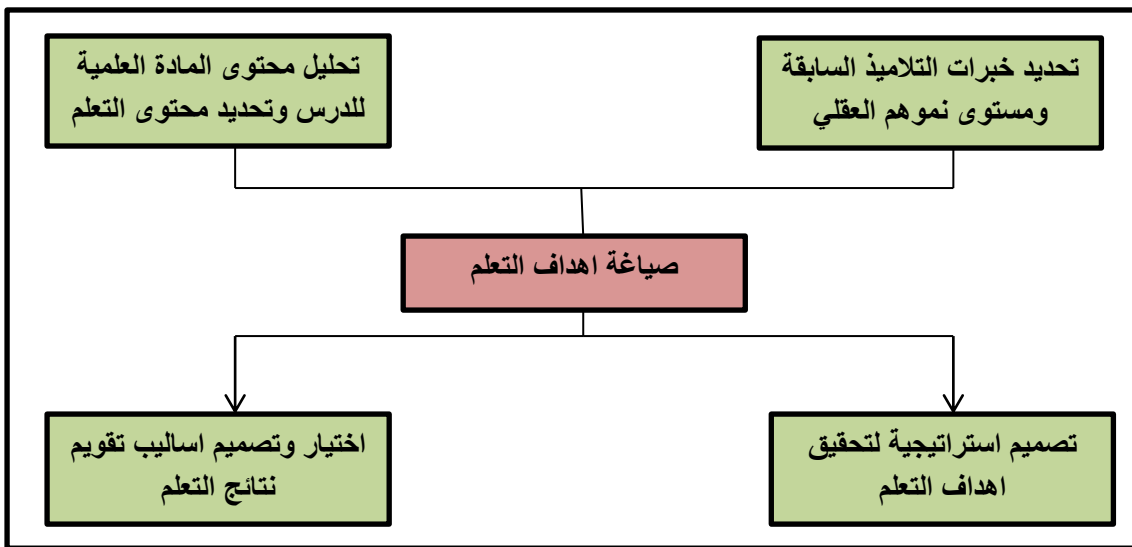 تحديد خبرات التلاميذ السابقة
ومستوى نموهم العقلي
تحليل محتوى المادة العلمية
للدرس وتحديد محتوى التعلم
صياغة اهداف التعلم
تصميم استراتيجية لتحقيق
اهداف التعلم
اختيار وتصميم اساليب تقويم
نتائج التعلم